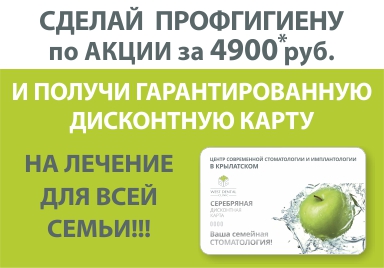 СДЕЛАЙ ПРОФГИГИЕНУ
по АКЦИИ за 4900*руб.
И ПОЛУЧИ ГАРАНТИРОВАННУЮ
ДИСКОНТНУЮ КАРТУ
НА ЛЕЧЕНИЕ
ДЛЯ ВСЕЙ
СЕМЬИ!!!
ЦЕНТР СОВРЕМЕННОЙ СТОМАТОЛОГИИ И ИМПЛАНТОЛОГИИ
В КРЫЛАТСКОМ
СЕРЕБРЯНАЯ
ДИСКОНТНАЯ
КАРТА
Ваша семейная
СТОМАТОЛОГИЯ!